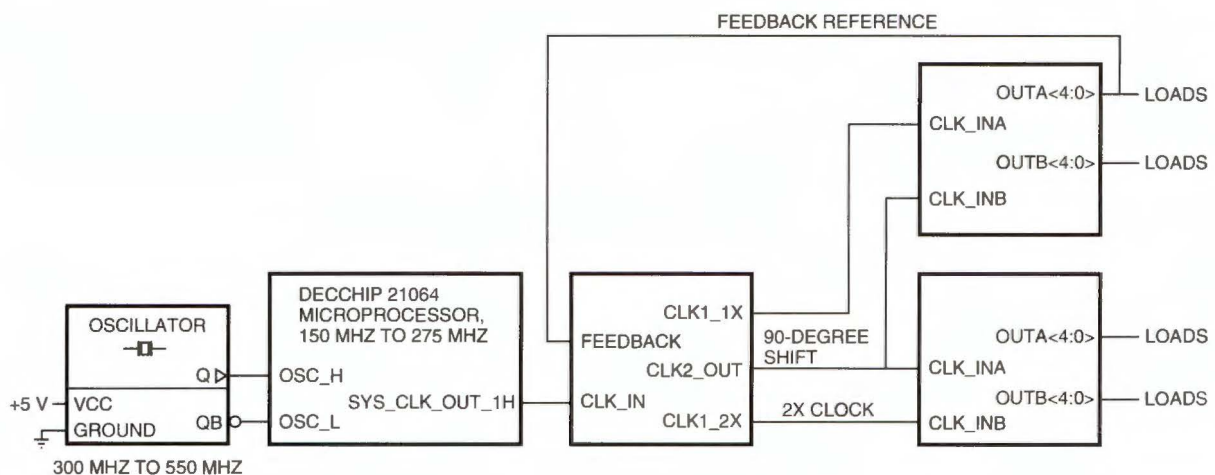 FEEDBACK REFERENCE
OUTA<4:0>
LOADS
CLK_INA
OUTB<4:0>
LOADS
CLK_INB
OSCILLATOR
Q
+5 V
VCC
GROUND
QB
300 MHZ TO 550 MHZ
DECCHIP 21064
MICROPROCESSOR,
150 MHZ TO 275 MHZ
OSC_H
SYS_CLK_OUT_1H
OSC_L
CLK1_1X
FEEDBACK
CLK2_OUT
CLK_IN
CLK1_2X
90-DEGREE
SHIFT
2X CLOCK
OUTA<4:0>
LOADS
CLK_INA
OUTB<4:0>
LOADS
CLK_INB